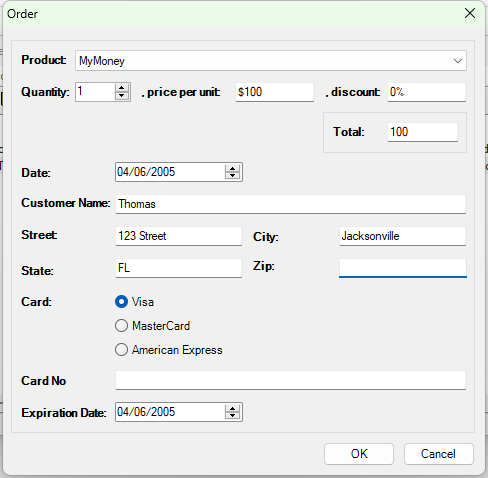 Order
Product: MyMoney
Quantity: 1 , price per unit: $100 , discount: 0%
Total: 100
Date: 04/06/2005
Customer Name: Thomas
Street: 123 Street City: Jacksonville
State: FL Zip:
Card: Visa
MasterCard
American Express
Card No
Expiration Date: 04/06/2005
OK Cancel